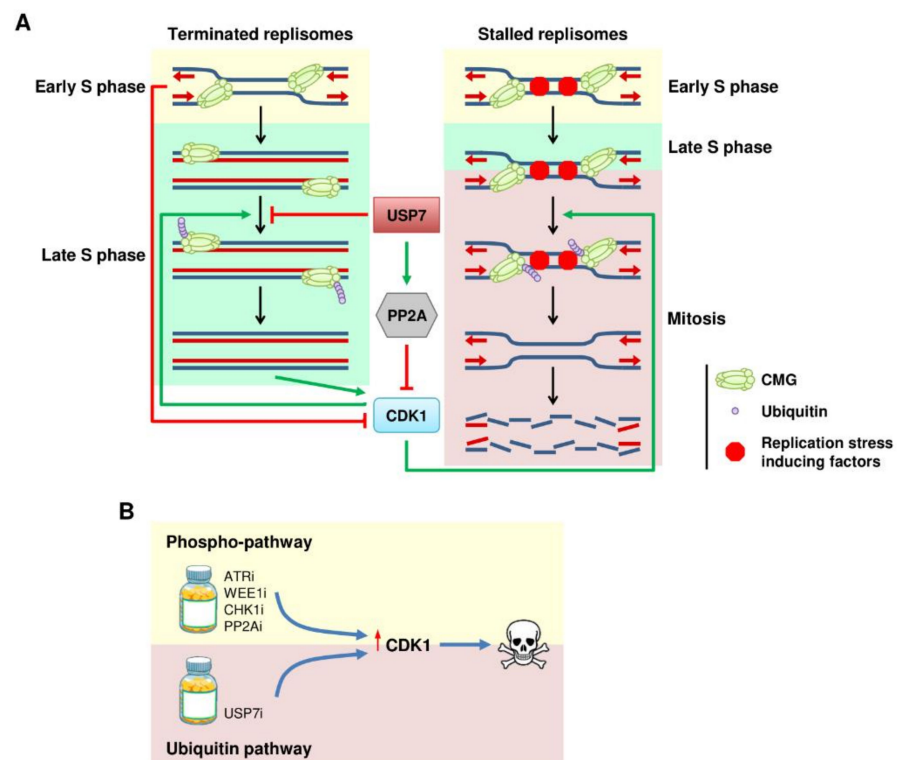 A
Terminated replisomes
Stalled replisomes
Early S phase
Early S phase
Late S phase
USP7
Late S phase
PP2A
Mitosis
CDK1
CMG
Ubiquitin
Replication stress
inducing factors
B
Phospho-pathway
ATRi
WEE1i
CHK1i
PP2Ai
CDK1
USP7i
Ubiquitin pathway